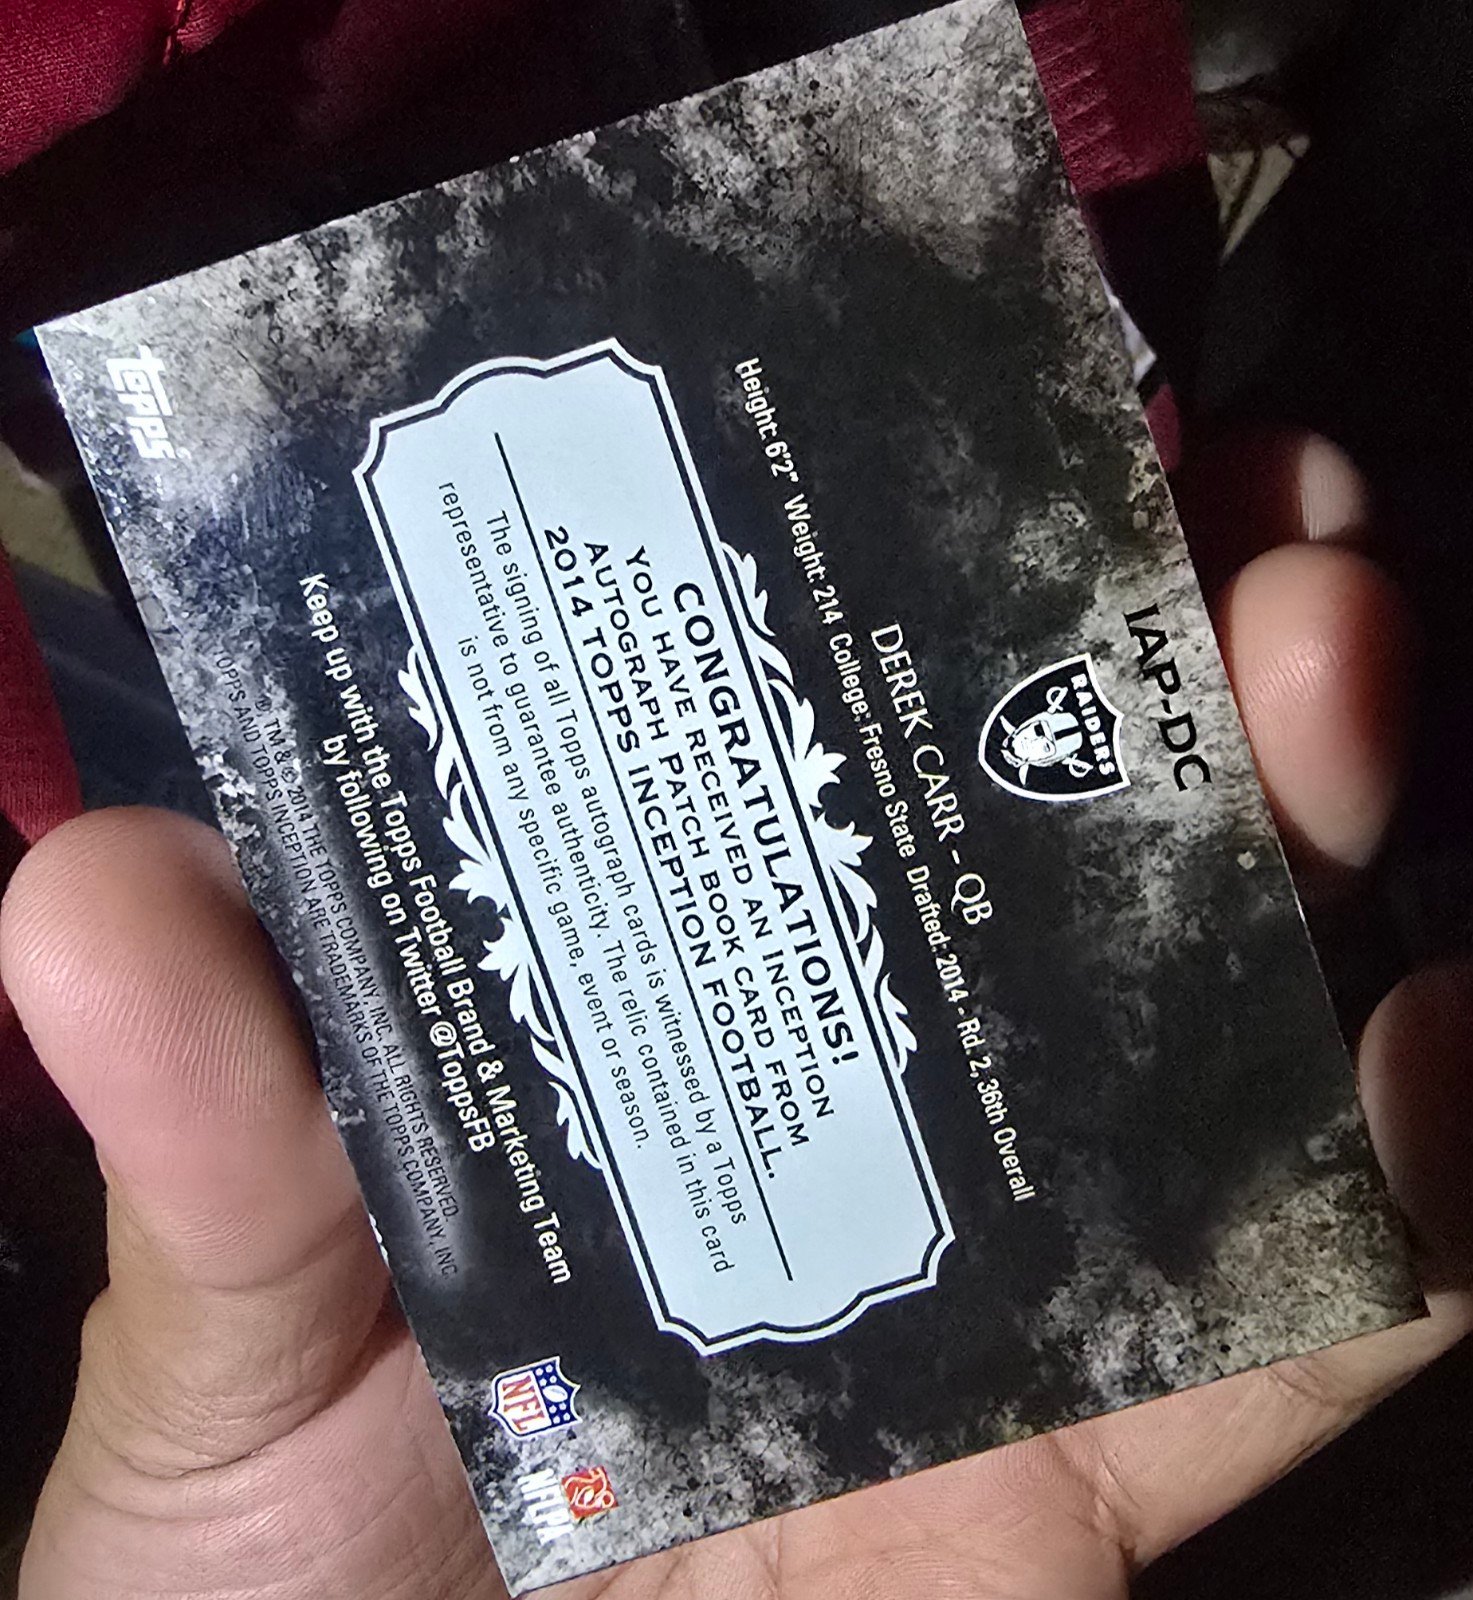 IAP-DC
RAIDERS
DEREK CARR - QB
Height: 6'2" Weight: 214 College: Fresno State Drafted: 2014 - Rd. 2, 36th Overall
CONGRATULATIONS!
YOU HAVE RECEIVED AN INCEPTION
AUTOGRAPH PATCH BOOK CARD FROM
2014 TOPPS INCEPTION FOOTBALL.
The signing of all Topps autograph cards is witnessed by a Topps
representative to guarantee authenticity. The relic contained in this card
is not from any specific game, event or season.
Keep up with the Topps Football Brand & Marketing Team
by following on Twitter @ToppsFB
® TM & © 2014 THE TOPPS COMPANY, INC. ALL RIGHTS RESERVED.
TOPPS AND TOPPS INCEPTION ARE TRADEMARKS OF THE TOPPS COMPANY, INC.
topps
NFL
NFLPA